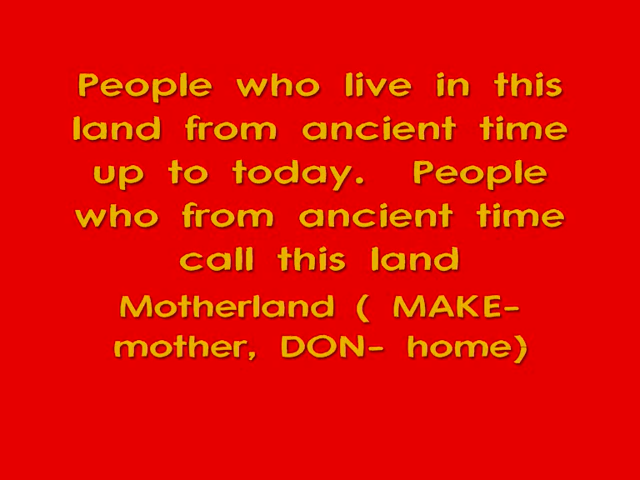 People who live in this
land from ancient time
up to today. People
who from ancient time
call this land
Motherland ( MAKE-
mother, DON- home)